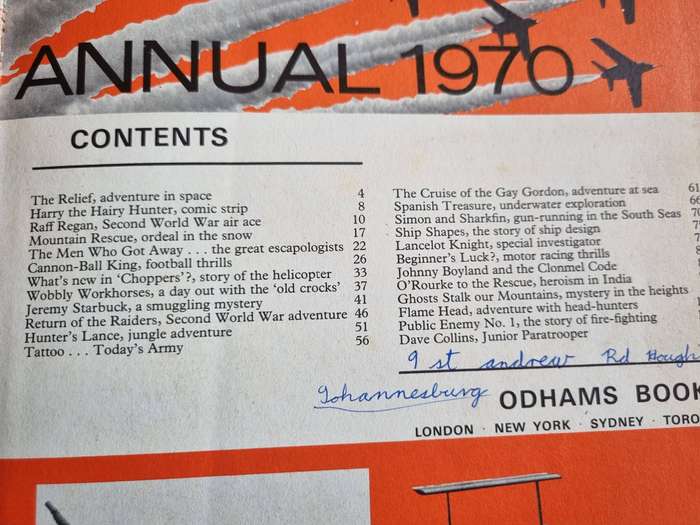 ANNUAL 1970
CONTENTS
The Relief, adventure in space 4
Harry the Hairy Hunter, comic strip 8
Raff Regan, Second World War air ace 10
Mountain Rescue, ordeal in the snow 17
The Men Who Got Away . . . the great escapologists 22
Cannon-Ball King, football thrills 26
What's new in 'Choppers'?, story of the helicopter 33
Wobbly Workhorses, a day out with the 'old crocks' 37
Jeremy Starbuck, a smuggling mystery 41
Return of the Raiders, Second World War adventure 46
Hunter's Lance, jungle adventure 51
Tattoo . . . Today's Army 56
The Cruise of the Gay Gordon, adventure at sea 61
Spanish Treasure, underwater exploration 66
Simon and Sharkfin, gun-running in the South Seas
Ship Shapes, the story of ship design
Lancelot Knight, special investigator
Beginner's Luck?, motor racing thrills
Johnny Boyland and the Clonmel Code
O'Rourke to the Rescue, heroism in India
Ghosts Stalk our Mountains, mystery in the heights
Flame Head, adventure with head-hunters
Public Enemy No. 1, the story of fire-fighting
Dave Collins, Junior Paratrooper
9 st andrew Rd Hough
Johannesburg
ODHAMS BOOK
LONDON · NEW YORK · SYDNEY · TORO